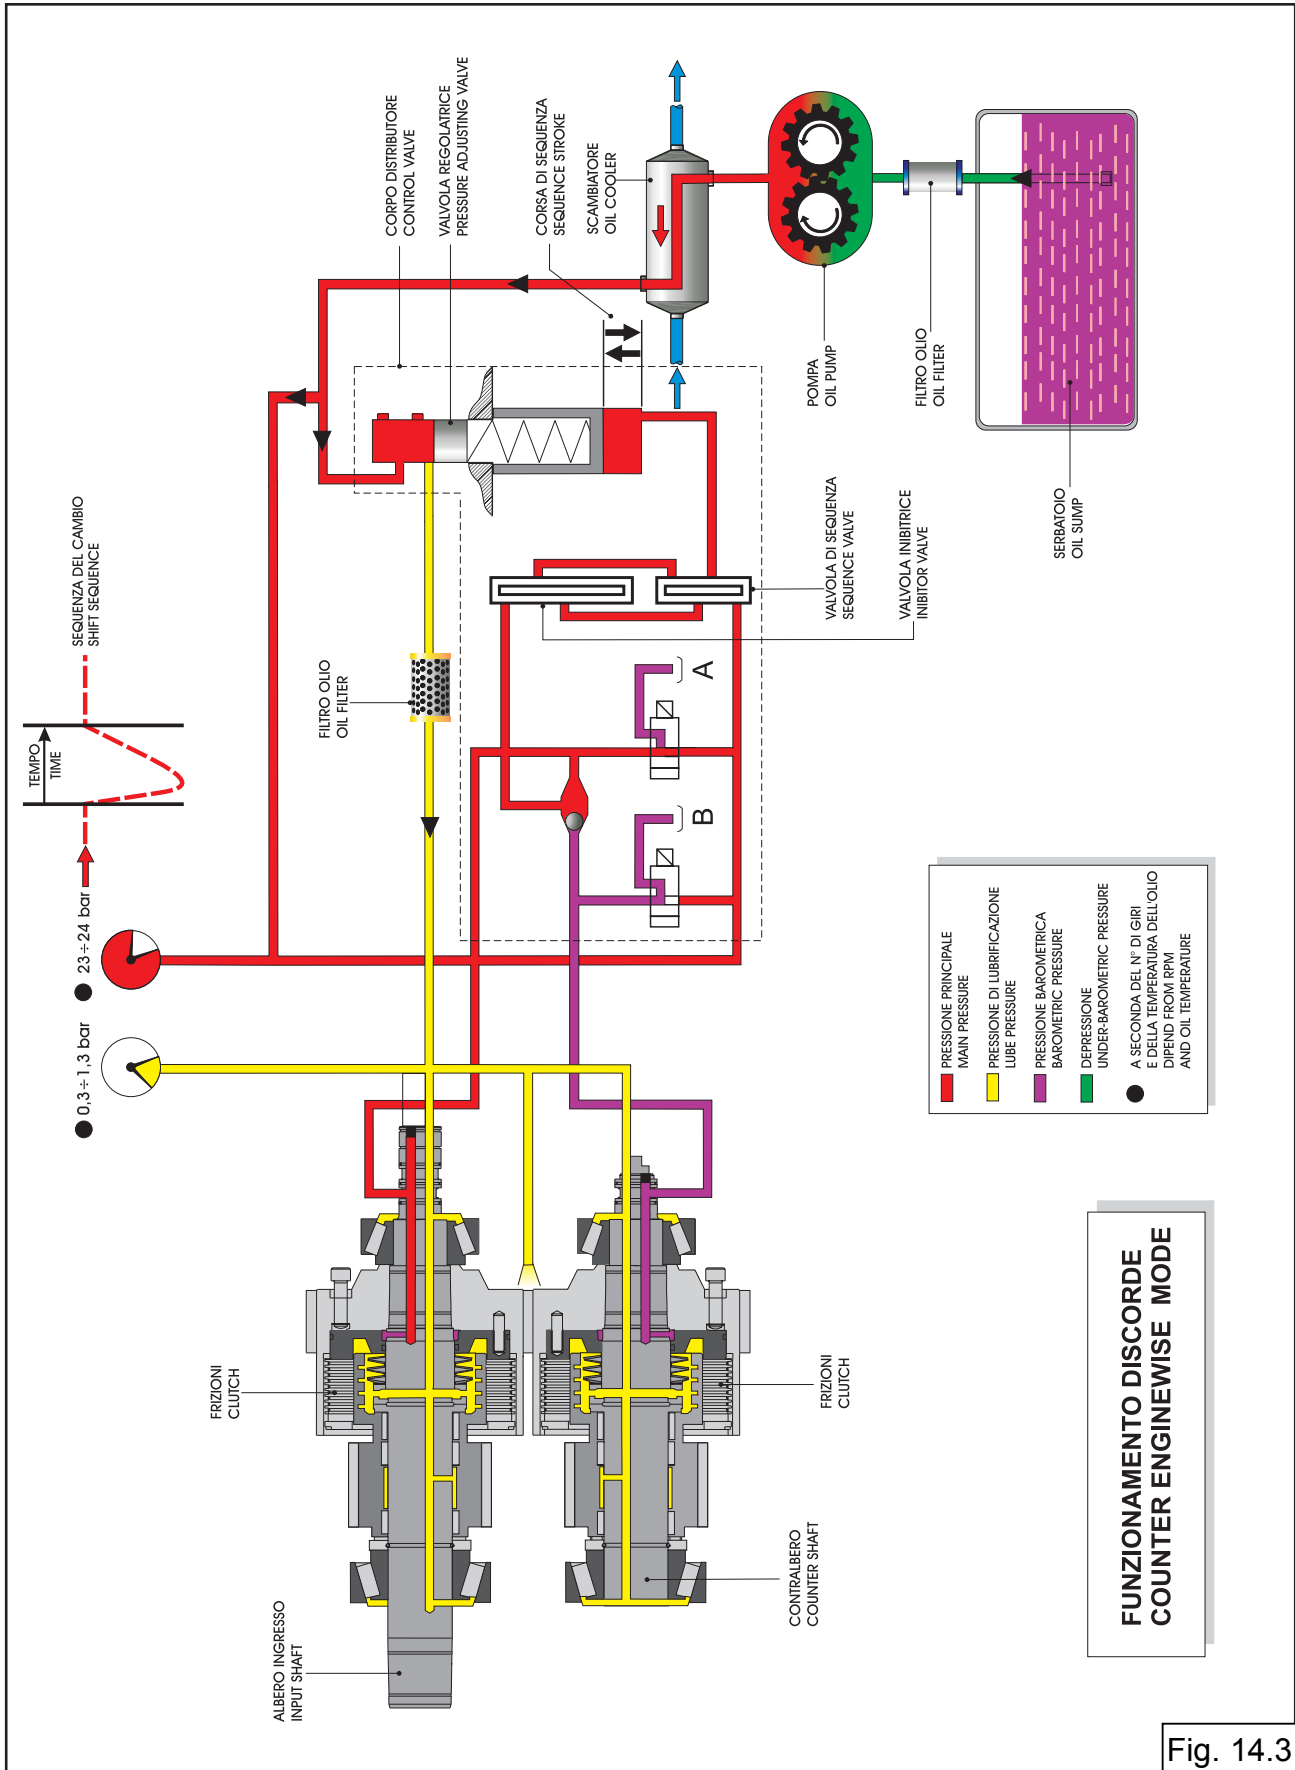 SEQUENZA DEL CAMBIO
SHIFT SEQUENCE
TEMPO
TIME
23÷24 bar
0,3÷1,3 bar
CORPO DISTRIBUTORE
CONTROL VALVE
VALVOLA REGOLATRICE
PRESSURE ADJUSTING VALVE
CORSA DI SEQUENZA
SEQUENCE STROKE
SCAMBIATORE
OIL COOLER
POMPA
OIL PUMP
FILTRO OLIO
OIL FILTER
SERBATOIO
OIL SUMP
FILTRO OLIO
OIL FILTER
VALVOLA DI SEQUENZA
SEQUENCE VALVE
VALVOLA INIBITRICE
INIBITOR VALVE
A
B
FRIZIONI
CLUTCH
FRIZIONI
CLUTCH
ALBERO INGRESSO
INPUT SHAFT
CONTRALBERO
COUNTER SHAFT
PRESSIONE PRINCIPALE
MAIN PRESSURE
PRESSIONE DI LUBRIFICAZIONE
LUBE PRESSURE
PRESSIONE BAROMETRICA
BAROMETRIC PRESSURE
DEPRESSIONE
UNDER-BAROMETRIC PRESSURE
A SECONDA DEL N° DI GIRI
E DELLA TEMPERATURA DELL'OLIO
DIPEND FROM RPM
AND OIL TEMPERATURE
FUNZIONAMENTO DISCORDE
COUNTER ENGINEWISE MODE
Fig. 14.3